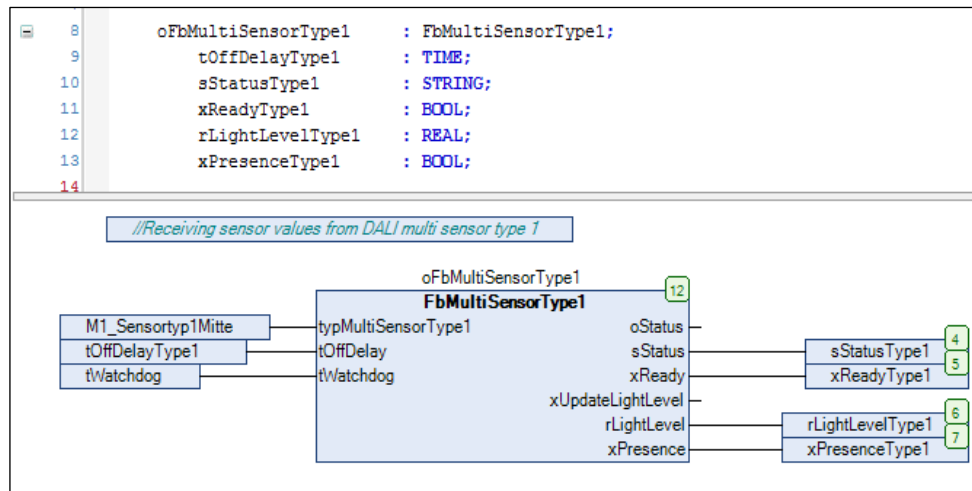 8 oFbMultiSensorType1 : FbMultiSensorType1;
9 tOffDelayType1 : TIME;
10 sStatusType1 : STRING;
11 xReadyType1 : BOOL;
12 rLightLevelType1 : REAL;
13 xPresenceType1 : BOOL;
14
//Receiving sensor values from DALI multi sensor type 1
oFbMultiSensorType1
FbMultiSensorType1 12
M1_Sensortyp1Mitte typMultiSensorType1 oStatus
tOffDelayType1 tOffDelay sStatus sStatusType1 4
tWatchdog tWatchdog xReady xReadyType1 5
xUpdateLightLevel
rLightLevel rLightLevelType1 6
xPresence xPresenceType1 7